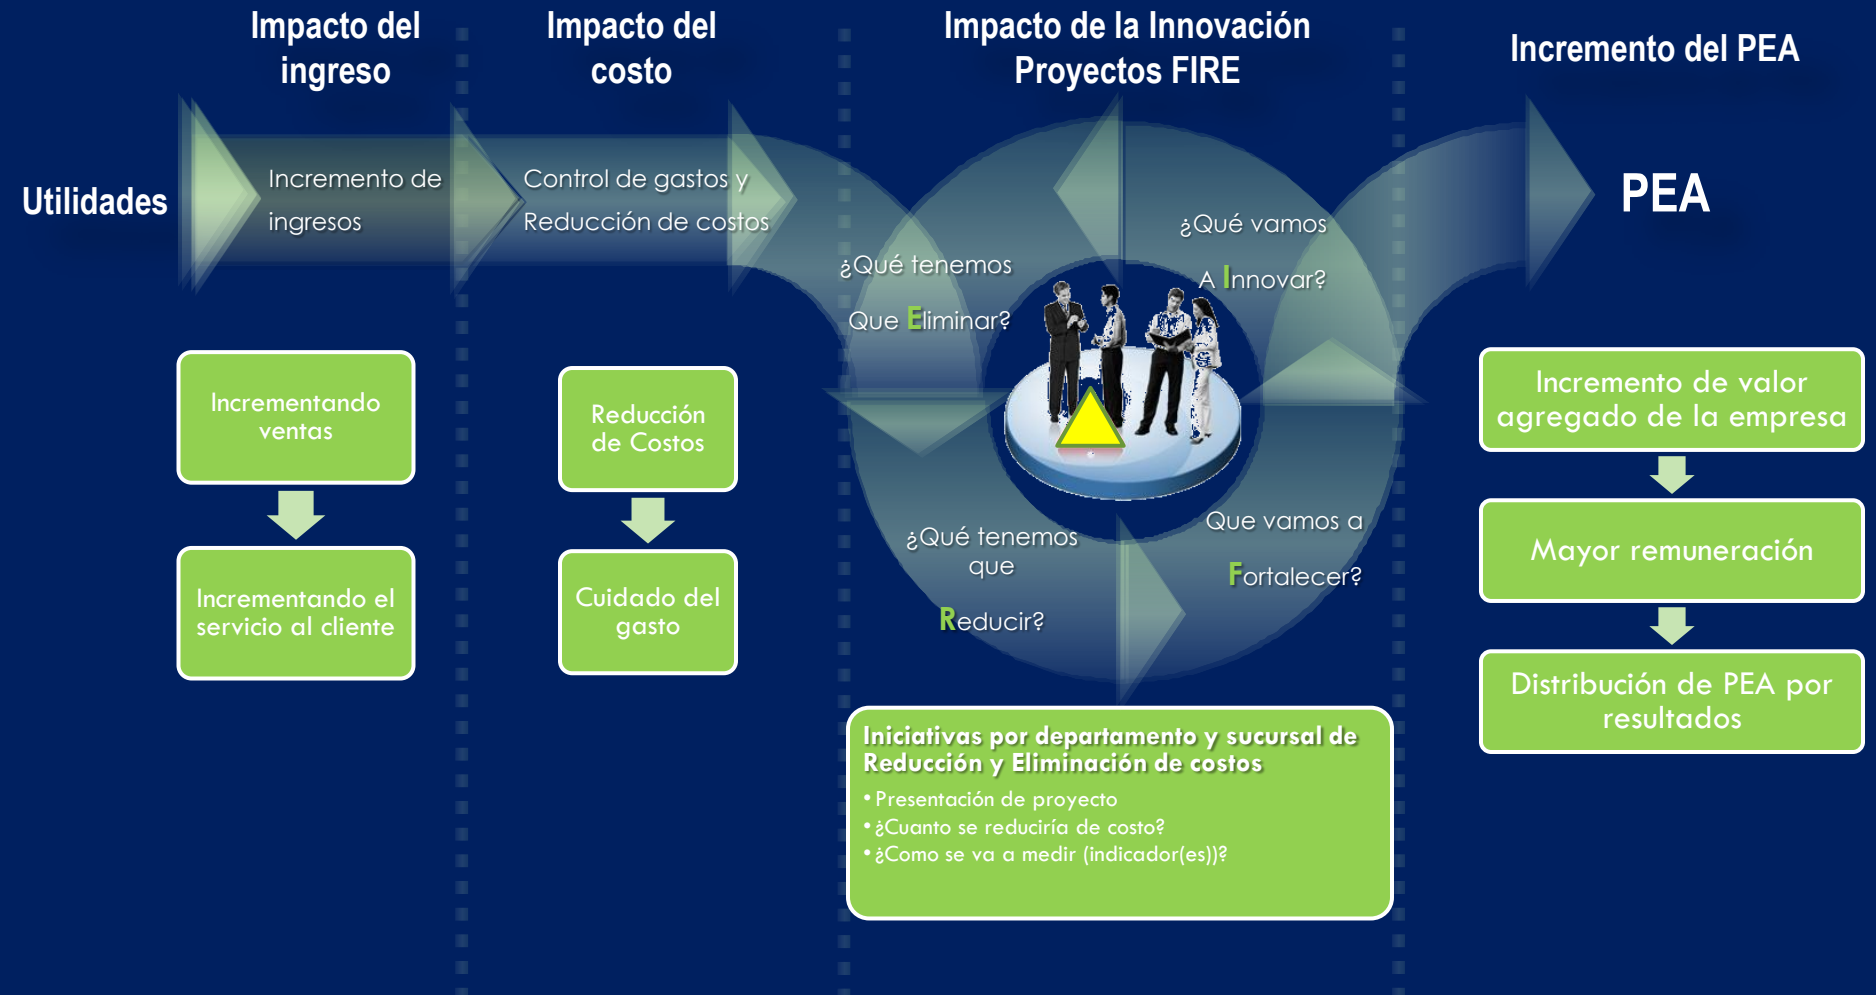 Impacto del
ingreso
Impacto del
costo
Impacto de la Innovación
Proyectos FIRE
Incremento del PEA
Utilidades
Incremento de
ingresos
Control de gastos y
Reducción de costos
¿Qué tenemos
Que Eliminar?
¿Qué vamos
A Innovar?
¿Qué tenemos
que
Reducir?
Que vamos a
Fortalecer?
PEA
Incrementando
ventas
Incrementando el
servicio al cliente
Reducción
de Costos
Cuidado del
gasto
Iniciativas por departamento y sucursal de
Reducción y Eliminación de costos
• Presentación de proyecto
• ¿Cuanto se reduciría de costo?
• ¿Como se va a medir (indicador(es))?
Incremento de valor
agregado de la empresa
Mayor remuneración
Distribución de PEA por
resultados